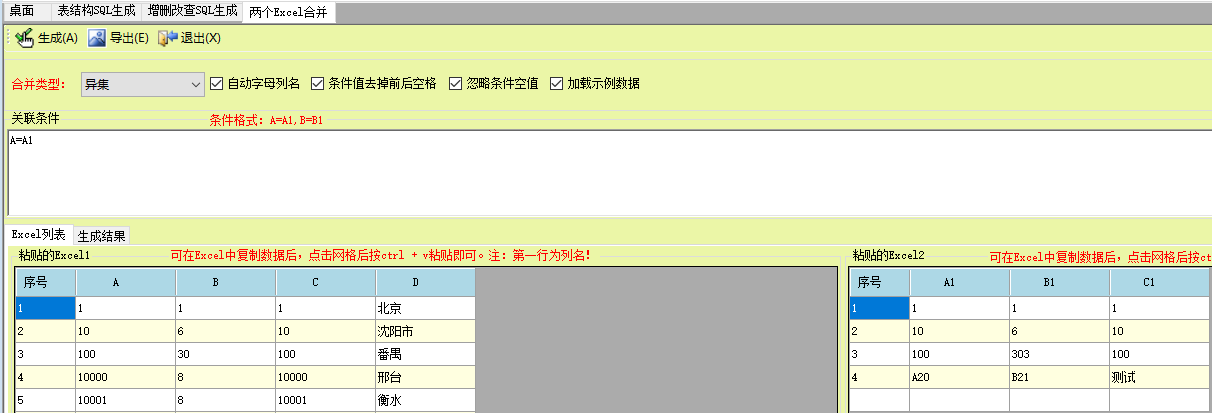 桌面 表结构SQL生成 增删改查SQL生成 两个Excel合并
生成(A) 导出(E) 退出(X)
合并类型： 异集 自动字母列名 条件值去掉前后空格 忽略条件空值 加载示例数据
关联条件 条件格式：A=A1,B=B1
A=A1
Excel列表 生成结果
粘贴的Excel1 可在Excel中复制数据后，点击网格后按ctrl + v粘贴即可。注：第一行为列名！
序号 A B C D
1 1 1 1 北京
2 10 6 10 沈阳市
3 100 30 100 番禺
4 10000 8 10000 邢台
5 10001 8 10001 衡水
粘贴的Excel2 可在Excel中复制数据后，点击网格后按ct
序号 A1 B1 C1
1 1 1 1
2 10 6 10
3 100 303 100
4 A20 B21 测试